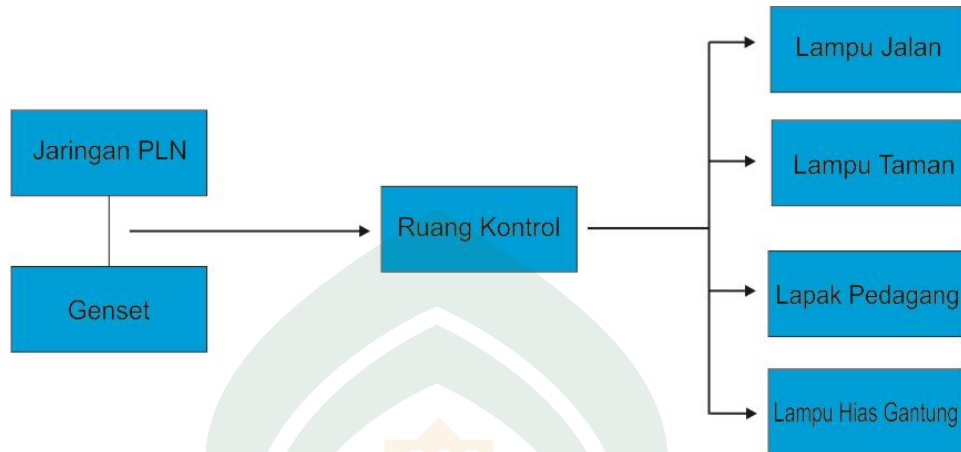 Jaringan PLN
Genset
Ruang Kontrol
Lampu Jalan
Lampu Taman
Lapak Pedagang
Lampu Hias Gantung